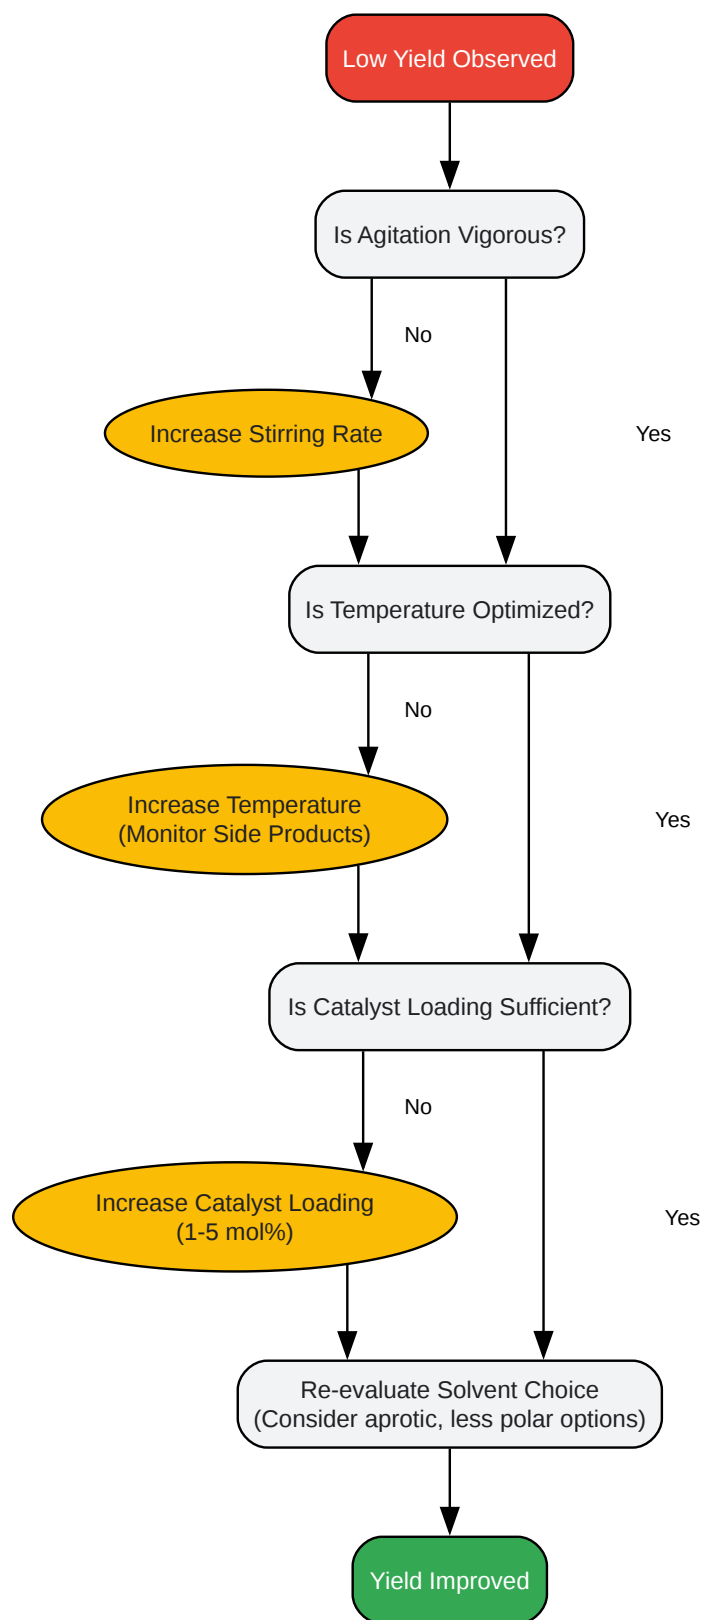 Low Yield Observed
Is Agitation Vigorous?
No
Increase Stirring Rate
Yes
Is Temperature Optimized?
No
Increase Temperature
(Monitor Side Products)
Yes
Is Catalyst Loading Sufficient?
No
Increase Catalyst Loading
(1-5 mol%)
Yes
Re-evaluate Solvent Choice
(Consider aprotic, less polar options)
Yield Improved